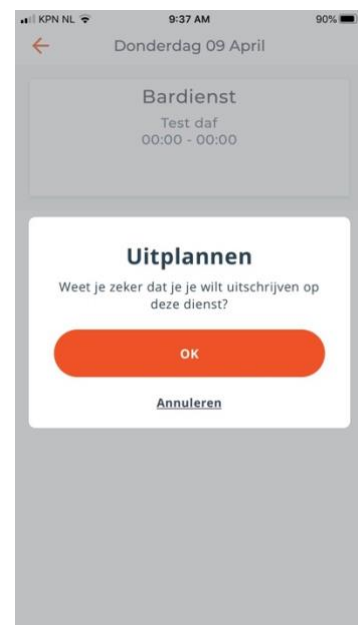 KPN NL 9:37 AM 90%
Donderdag 09 April
Bardienst
Test daf
00:00 - 00:00
Uitplannen
Weet je zeker dat je je wilt uitschrijven op
deze dienst?
OK
Annuleren